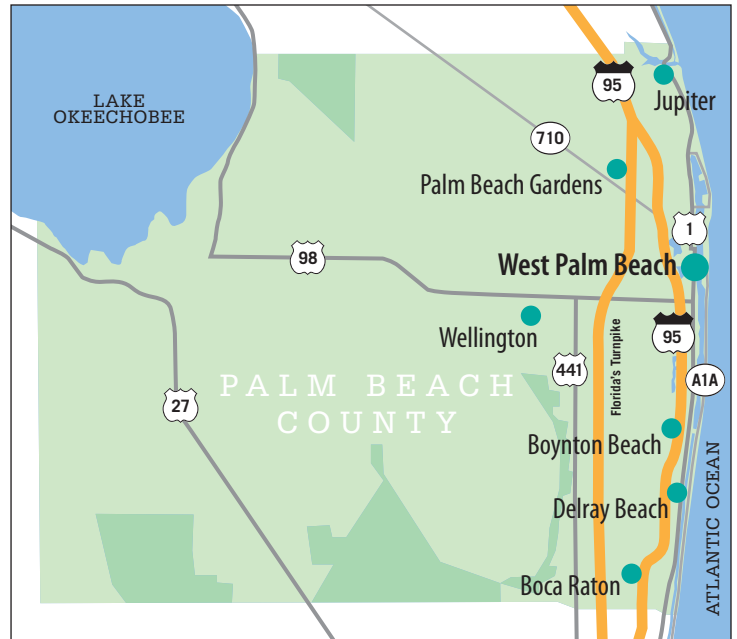 LAKE
OKEECHOBEE
95
Jupiter
710
Palm Beach Gardens
1
98
West Palm Beach
Wellington
Florida's Turnpike
95
441
A1A
27
PALM BEACH
COUNTY
Boynton Beach
Delray Beach
Boca Raton
ATLANTIC OCEAN